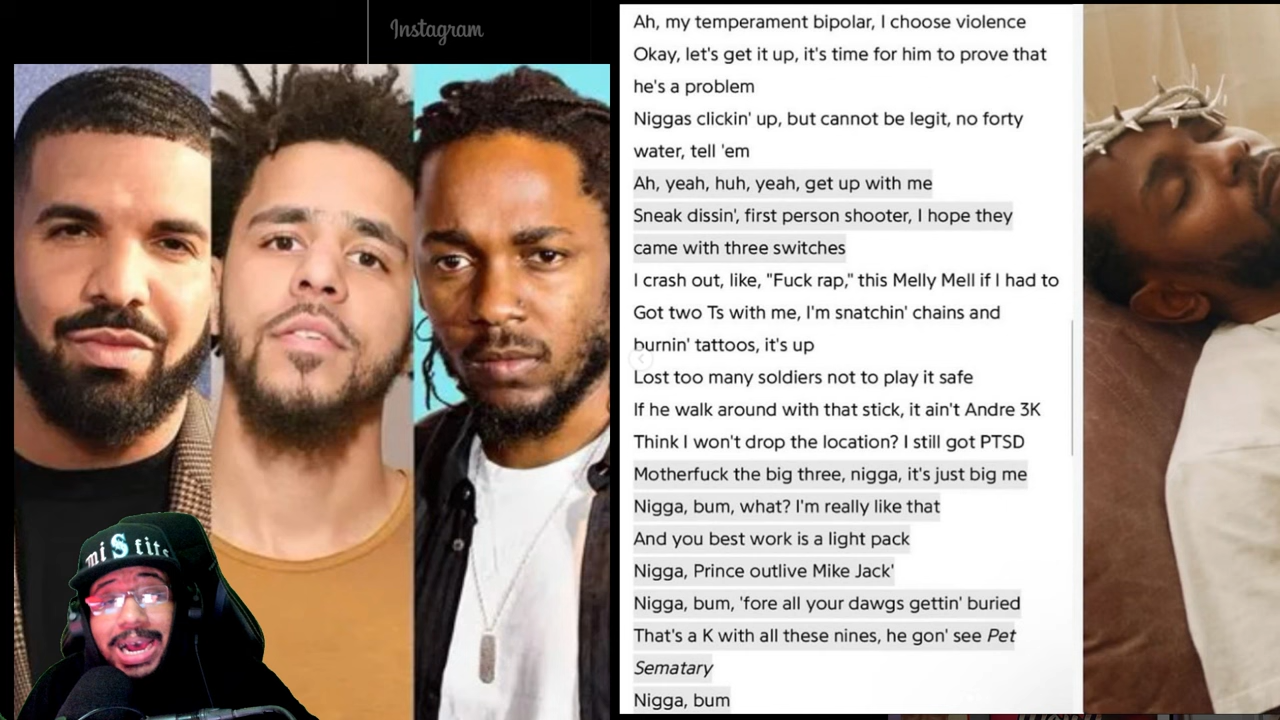 Instagram
Ah, my temperament bipolar, I choose violence
Okay, let's get it up, it's time for him to prove that
he's a problem
Niggas clickin' up, but cannot be legit, no forty
water, tell 'em
Ah, yeah, huh, yeah, get up with me
Sneak dissin', first person shooter, I hope they
came with three switches
I crash out, like, "Fuck rap," this Melly Mell if I had to
Got two Ts with me, I'm snatchin' chains and
burnin' tattoos, it's up
Lost too many soldiers not to play it safe
If he walk around with that stick, it ain't Andre 3K
Think I won't drop the location? I still got PTSD
Motherfuck the big three, nigga, it's just big me
Nigga, bum, what? I'm really like that
And you best work is a light pack
Nigga, Prince outlive Mike Jack'
Nigga, bum, 'fore all your dawgs gettin' buried
That's a K with all these nines, he gon' see Pet
Sematary
Nigga, bum
mi S fits